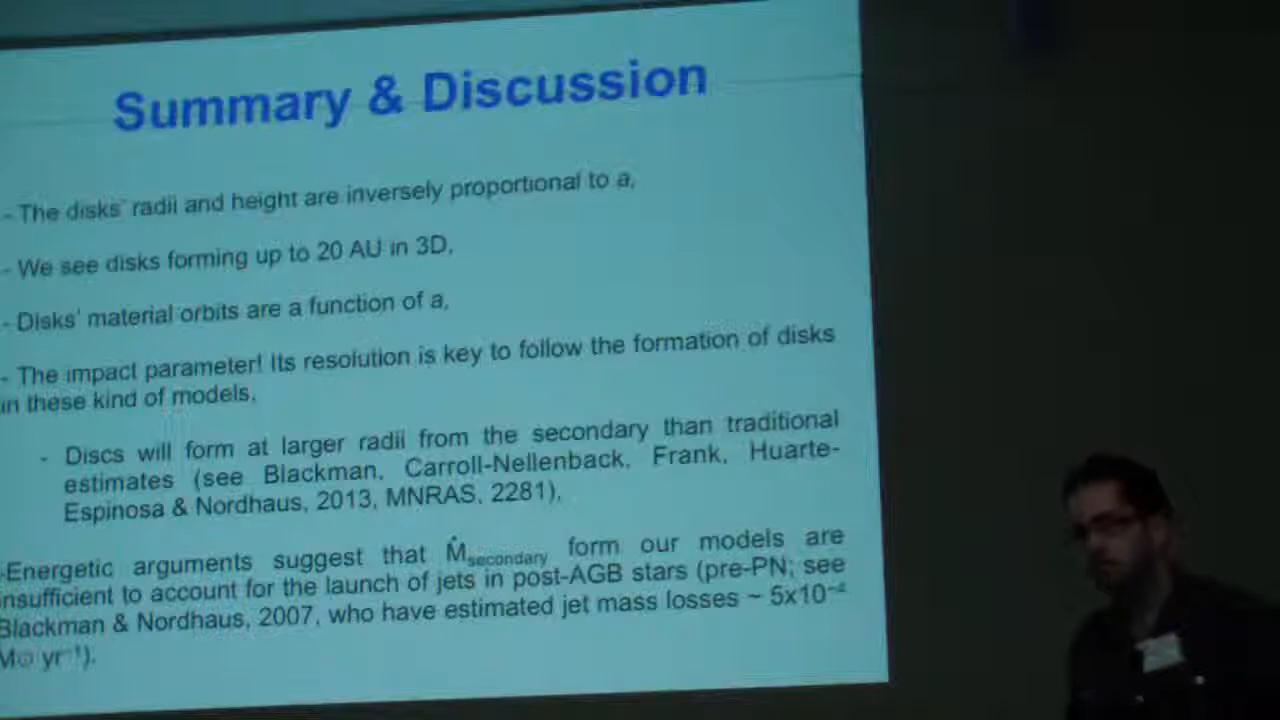 Summary & Discussion
- The disks' radii and height are inversely proportional to a,
- We see disks forming up to 20 AU in 3D,
- Disks' material orbits are a function of a,
- The impact parameter! Its resolution is key to follow the formation of disks
in these kind of models,
- Discs will form at larger radii from the secondary than traditional
estimates (see Blackman, Carroll-Nellenback, Frank, Huarte-
Espinosa & Nordhaus, 2013, MNRAS, 2281),
-Energetic arguments suggest that Ṁsecondary form our models are
insufficient to account for the launch of jets in post-AGB stars (pre-PN; see
Blackman & Nordhaus, 2007, who have estimated jet mass losses ~ 5x10⁻⁴
M⊙ yr⁻¹).